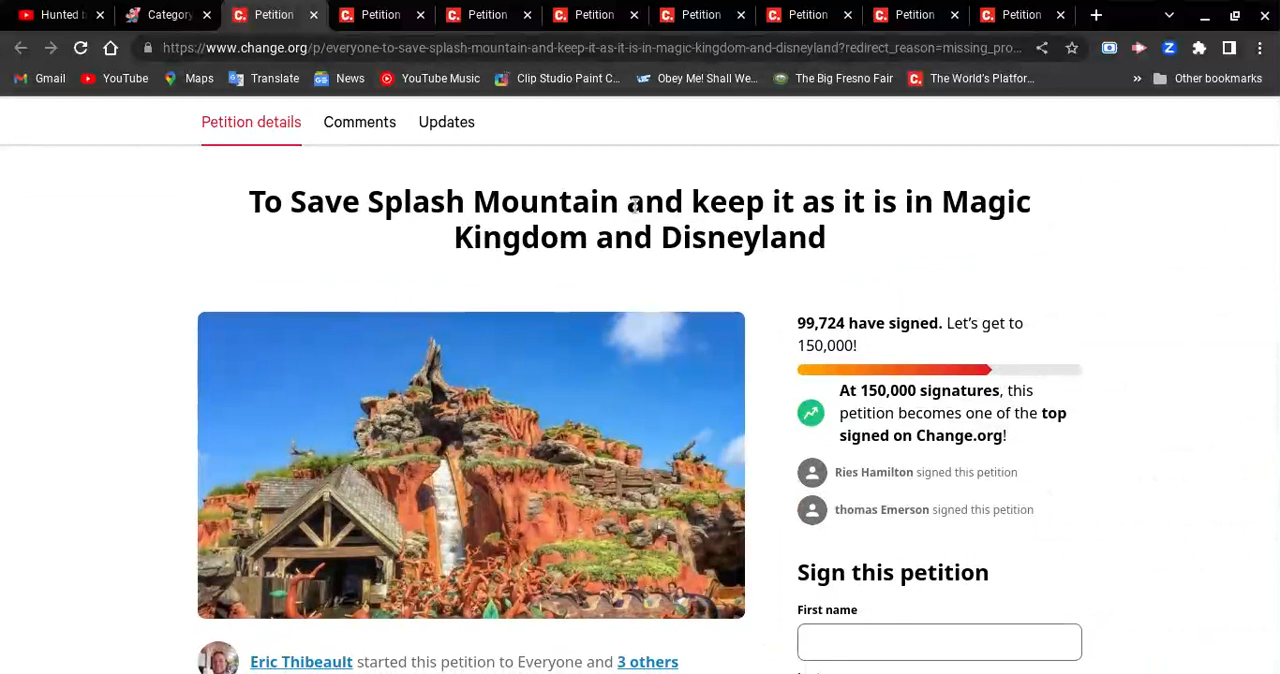 Hunted b
Category
Petition
Petition
Petition
Petition
Petition
Petition
Petition
Petition
https://www.change.org/p/everyone-to-save-splash-mountain-and-keep-it-as-it-is-in-magic-kingdom-and-disneyland?redirect_reason=missing_pro...
Gmail
YouTube
Maps
Translate
News
YouTube Music
Clip Studio Paint C...
Obey Me! Shall We...
The Big Fresno Fair
The World's Platfor...
Other bookmarks
Petition details
Comments
Updates
To Save Splash Mountain and keep it as it is in Magic
Kingdom and Disneyland
99,724 have signed. Let's get to
150,000!
At 150,000 signatures, this
petition becomes one of the top
signed on Change.org!
Ries Hamilton signed this petition
thomas Emerson signed this petition
Sign this petition
First name
Eric Thibeault started this petition to Everyone and 3 others